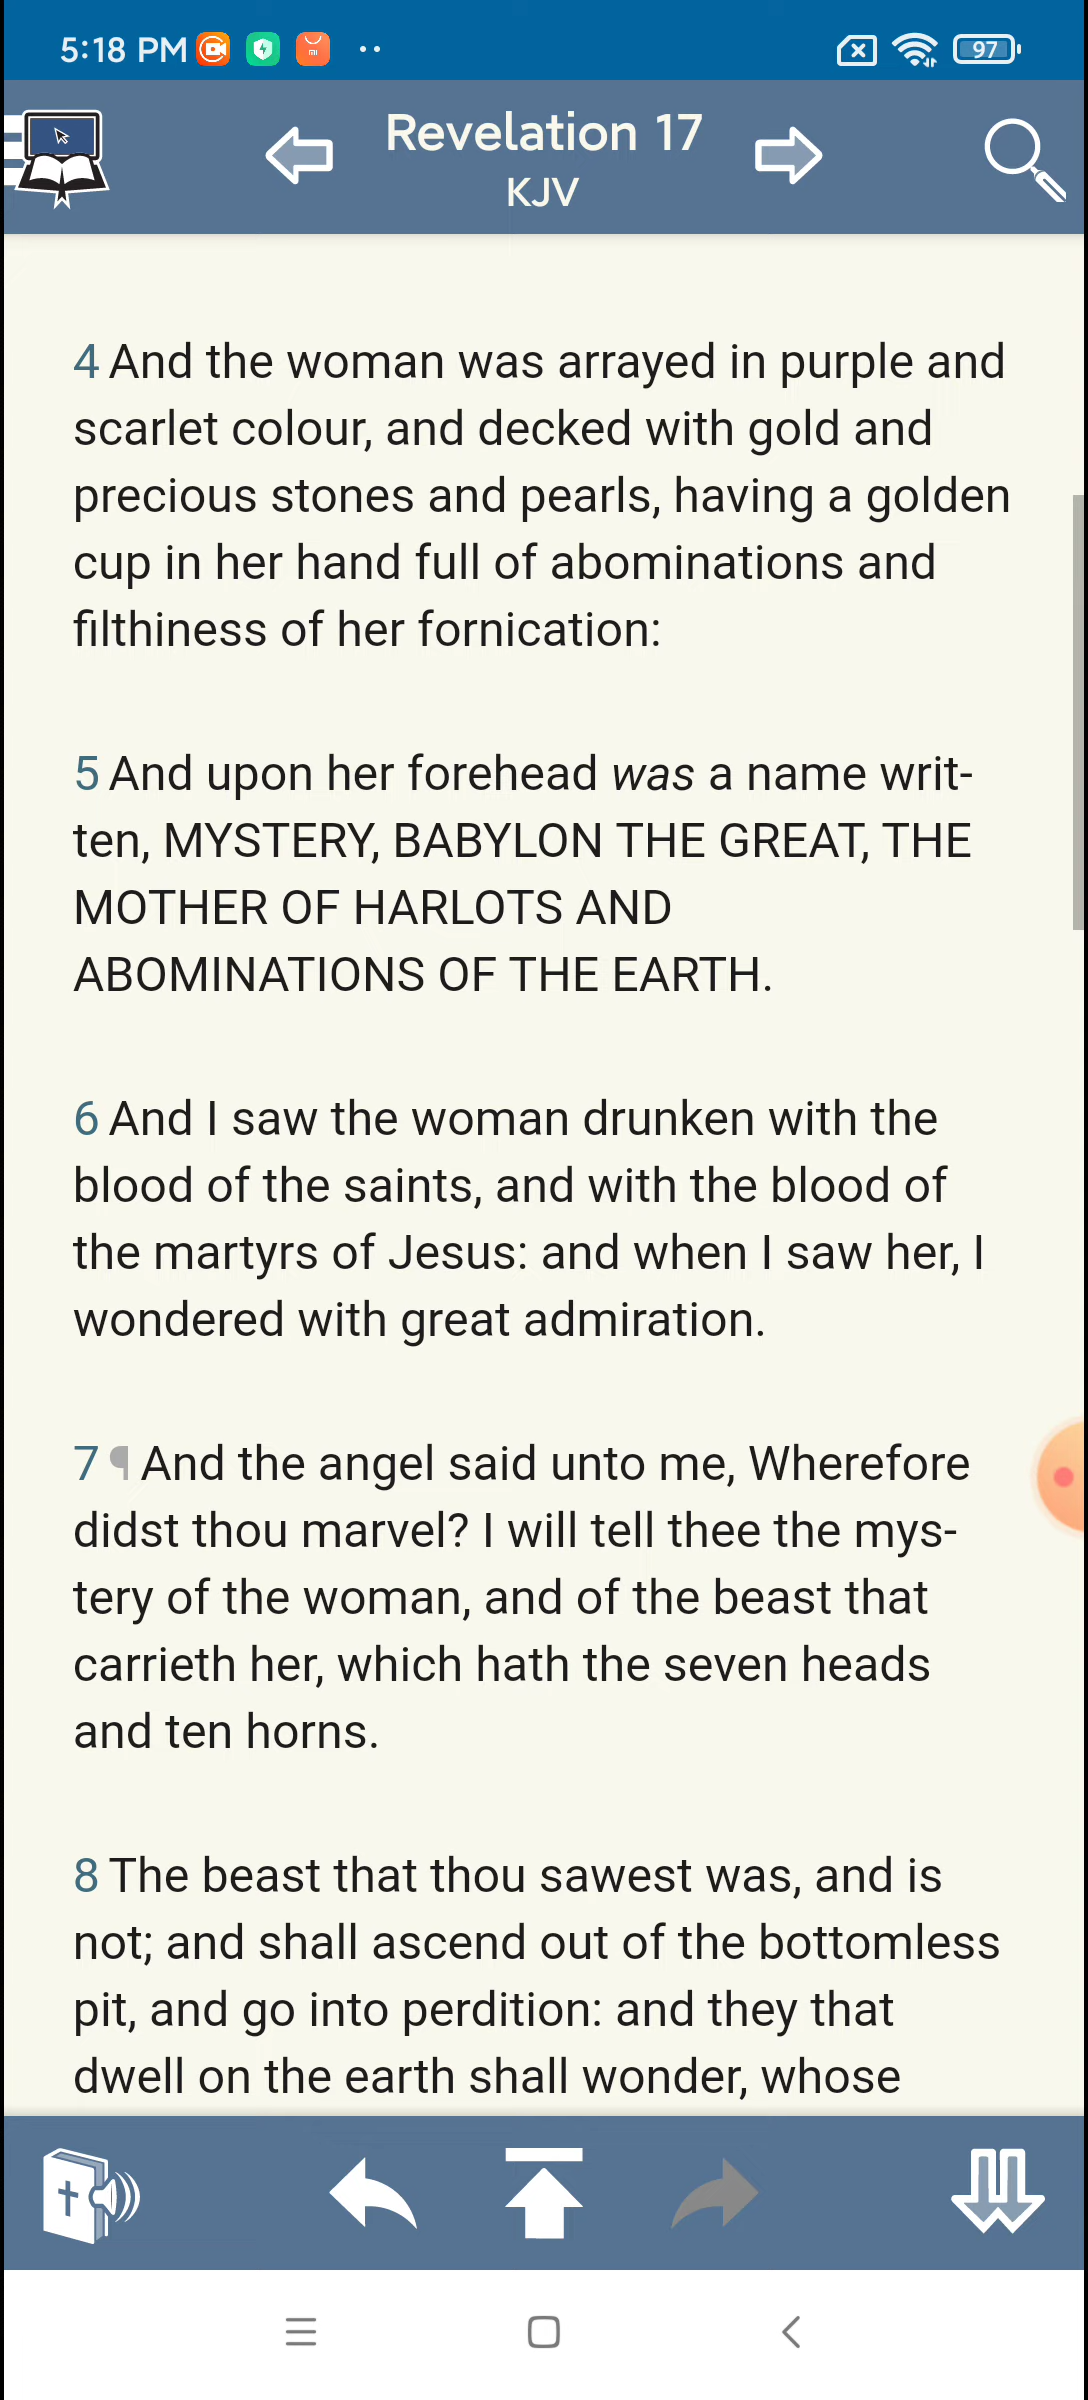 5:18 PM
97
Revelation 17
KJV
4 And the woman was arrayed in purple and
scarlet colour, and decked with gold and
precious stones and pearls, having a golden
cup in her hand full of abominations and
filthiness of her fornication:
5 And upon her forehead was a name writ-
ten, MYSTERY, BABYLON THE GREAT, THE
MOTHER OF HARLOTS AND
ABOMINATIONS OF THE EARTH.
6 And I saw the woman drunken with the
blood of the saints, and with the blood of
the martyrs of Jesus: and when I saw her, I
wondered with great admiration.
7 ¶ And the angel said unto me, Wherefore
didst thou marvel? I will tell thee the mys-
tery of the woman, and of the beast that
carrieth her, which hath the seven heads
and ten horns.
8 The beast that thou sawest was, and is
not; and shall ascend out of the bottomless
pit, and go into perdition: and they that
dwell on the earth shall wonder, whose